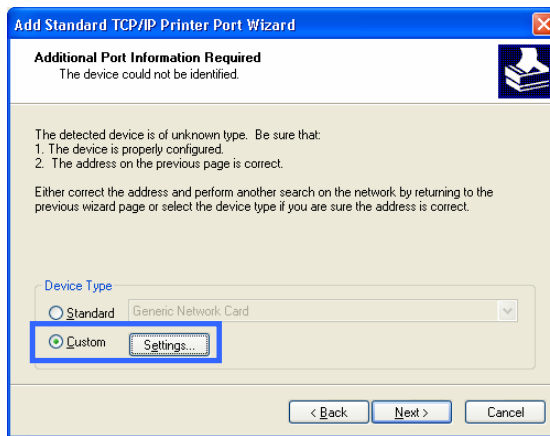 Add Standard TCP/IP Printer Port Wizard
Additional Port Information Required
The device could not be identified.
The detected device is of unknown type. Be sure that:
1. The device is properly configured.
2. The address on the previous page is correct.
Either correct the address and perform another search on the network by returning to the
previous wizard page or select the device type if you are sure the address is correct.
Device Type
Standard Generic Network Card
Custom Settings...
< Back Next > Cancel